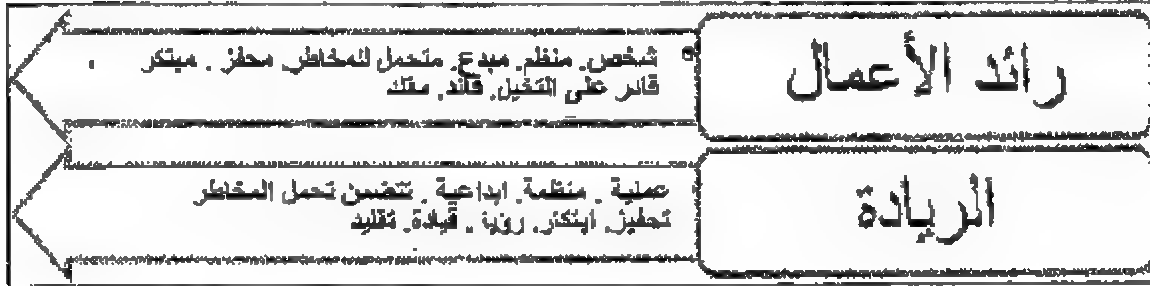 رائد الأعمال
شخص, منظم, مبدع, متحمل للمخاطر, محفز , مبتكر ,
قادر على التخيل, قائد, مقلد
الريادة
عملية , منظمة, ابداعية , تتضمن تحمل المخاطر
تحفيز, ابتكار, رؤية , قيادة, تقليد